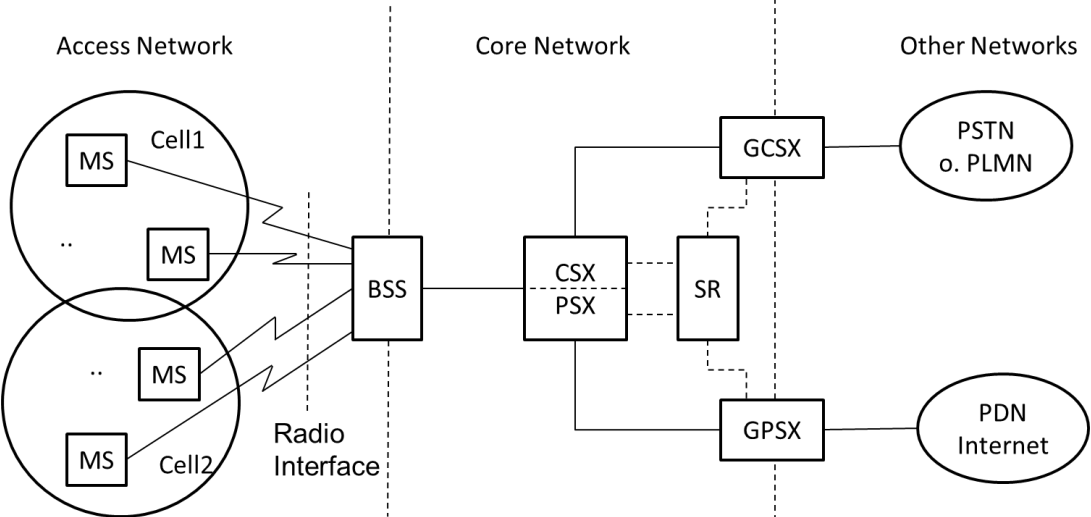 Access Network
Core Network
Other Networks
Cell1
MS
..
MS
..
MS
MS
Cell2
Radio
Interface
BSS
CSX
PSX
SR
GCSX
GPSX
PSTN
o. PLMN
PDN
Internet